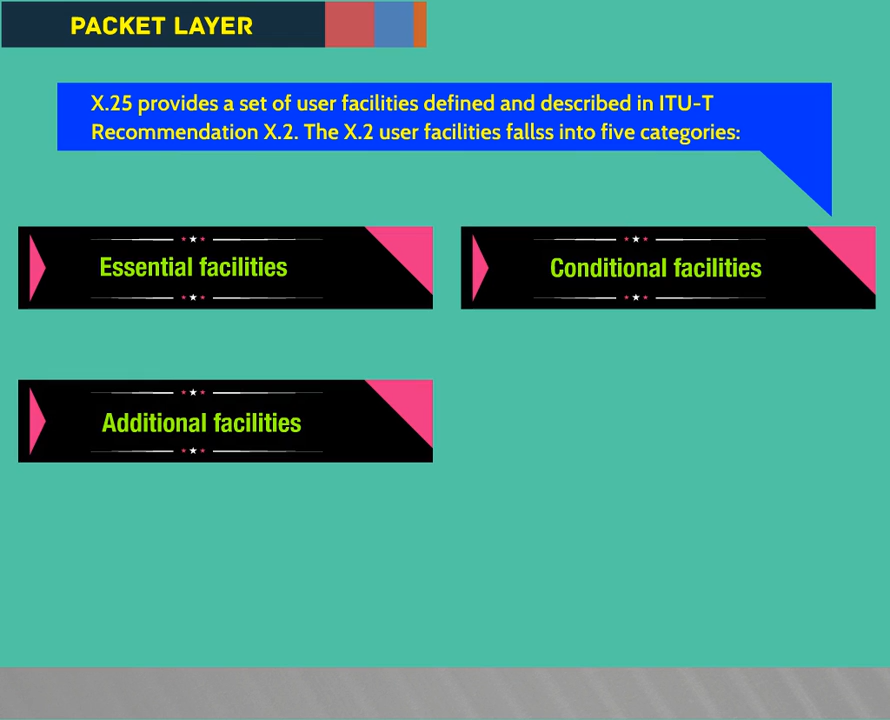 PACKET LAYER
X.25 provides a set of user facilities defined and described in ITU-T
Recommendation X.2. The X.2 user facilities fallss into five categories:
Essential facilities
Conditional facilities
Additional facilities